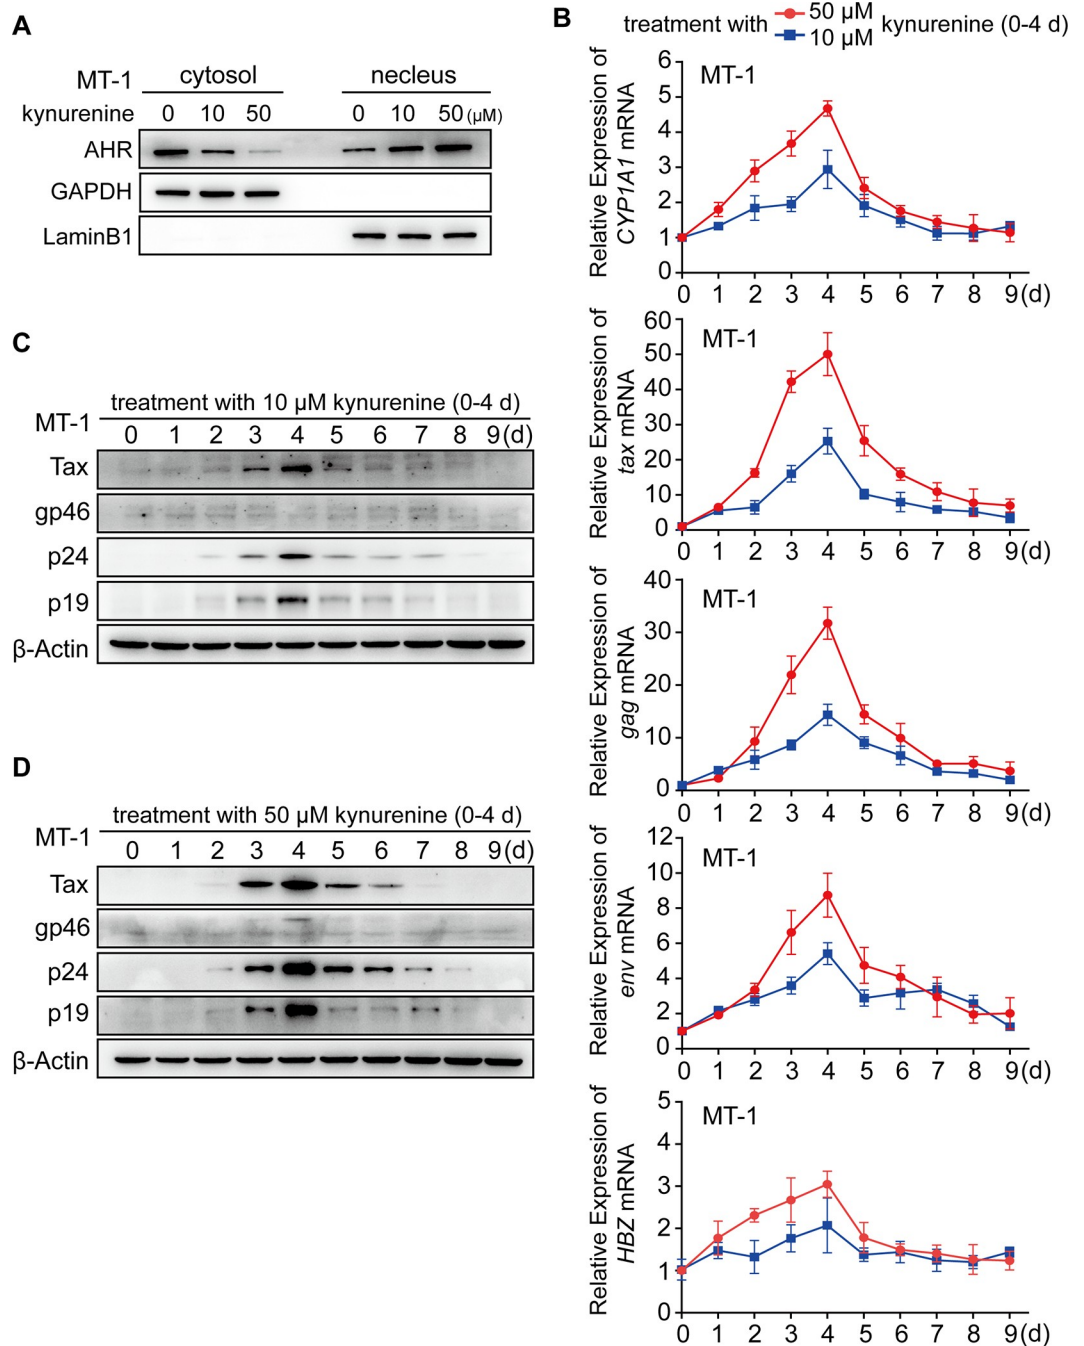 A
MT-1 cytosol necleus
kynurenine 0 10 50 0 10 50 (μM)
AHR
GAPDH
LaminB1
B
treatment with 50 μM 10 μM kynurenine (0-4 d)
Relative Expression of
CYP1A1 mRNA
MT-1
6
5
4
3
2
1
0
0 1 2 3 4 5 6 7 8 9 (d)
Relative Expression of
tax mRNA
MT-1
60
50
40
30
20
10
0
0 1 2 3 4 5 6 7 8 9 (d)
Relative Expression of
gag mRNA
MT-1
40
30
20
10
0
0 1 2 3 4 5 6 7 8 9 (d)
Relative Expression of
env mRNA
MT-1
12
10
8
6
4
2
0
0 1 2 3 4 5 6 7 8 9 (d)
Relative Expression of
HBZ mRNA
MT-1
5
4
3
2
1
0
0 1 2 3 4 5 6 7 8 9 (d)
C
treatment with 10 μM kynurenine (0-4 d)
MT-1
0 1 2 3 4 5 6 7 8 9 (d)
Tax
gp46
p24
p19
β-Actin
D
treatment with 50 μM kynurenine (0-4 d)
MT-1
0 1 2 3 4 5 6 7 8 9 (d)
Tax
gp46
p24
p19
β-Actin